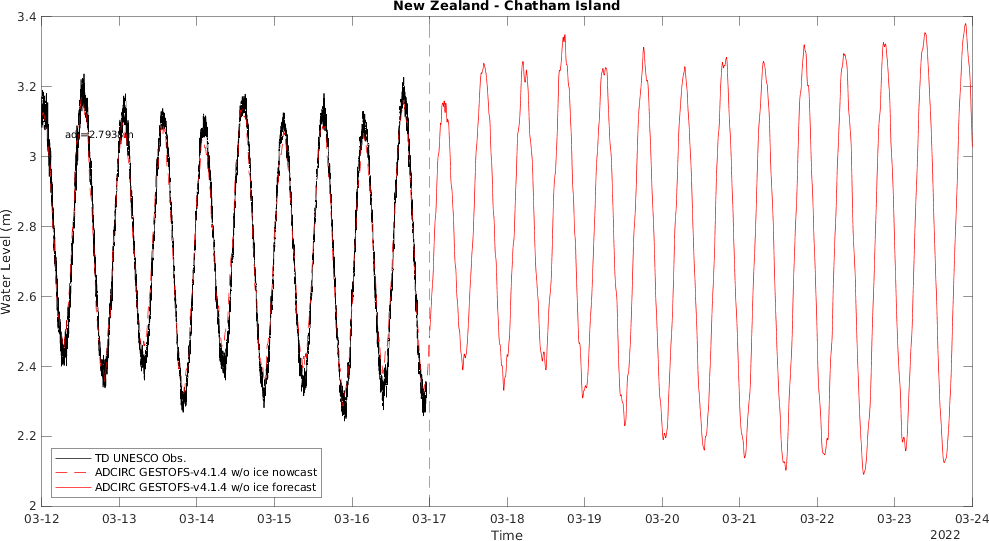 New Zealand - Chatham Island
3.4
3.2
3
2.8
2.6
2.4
2.2
2
Water Level (m)
TD UNESCO Obs.
ADCIRC GESTOFS-v4.1.4 w/o ice nowcast
ADCIRC GESTOFS-v4.1.4 w/o ice forecast
03-12 03-13 03-14 03-15 03-16 03-17 03-18 03-19 03-20 03-21 03-22 03-23 03-24
Time
2022